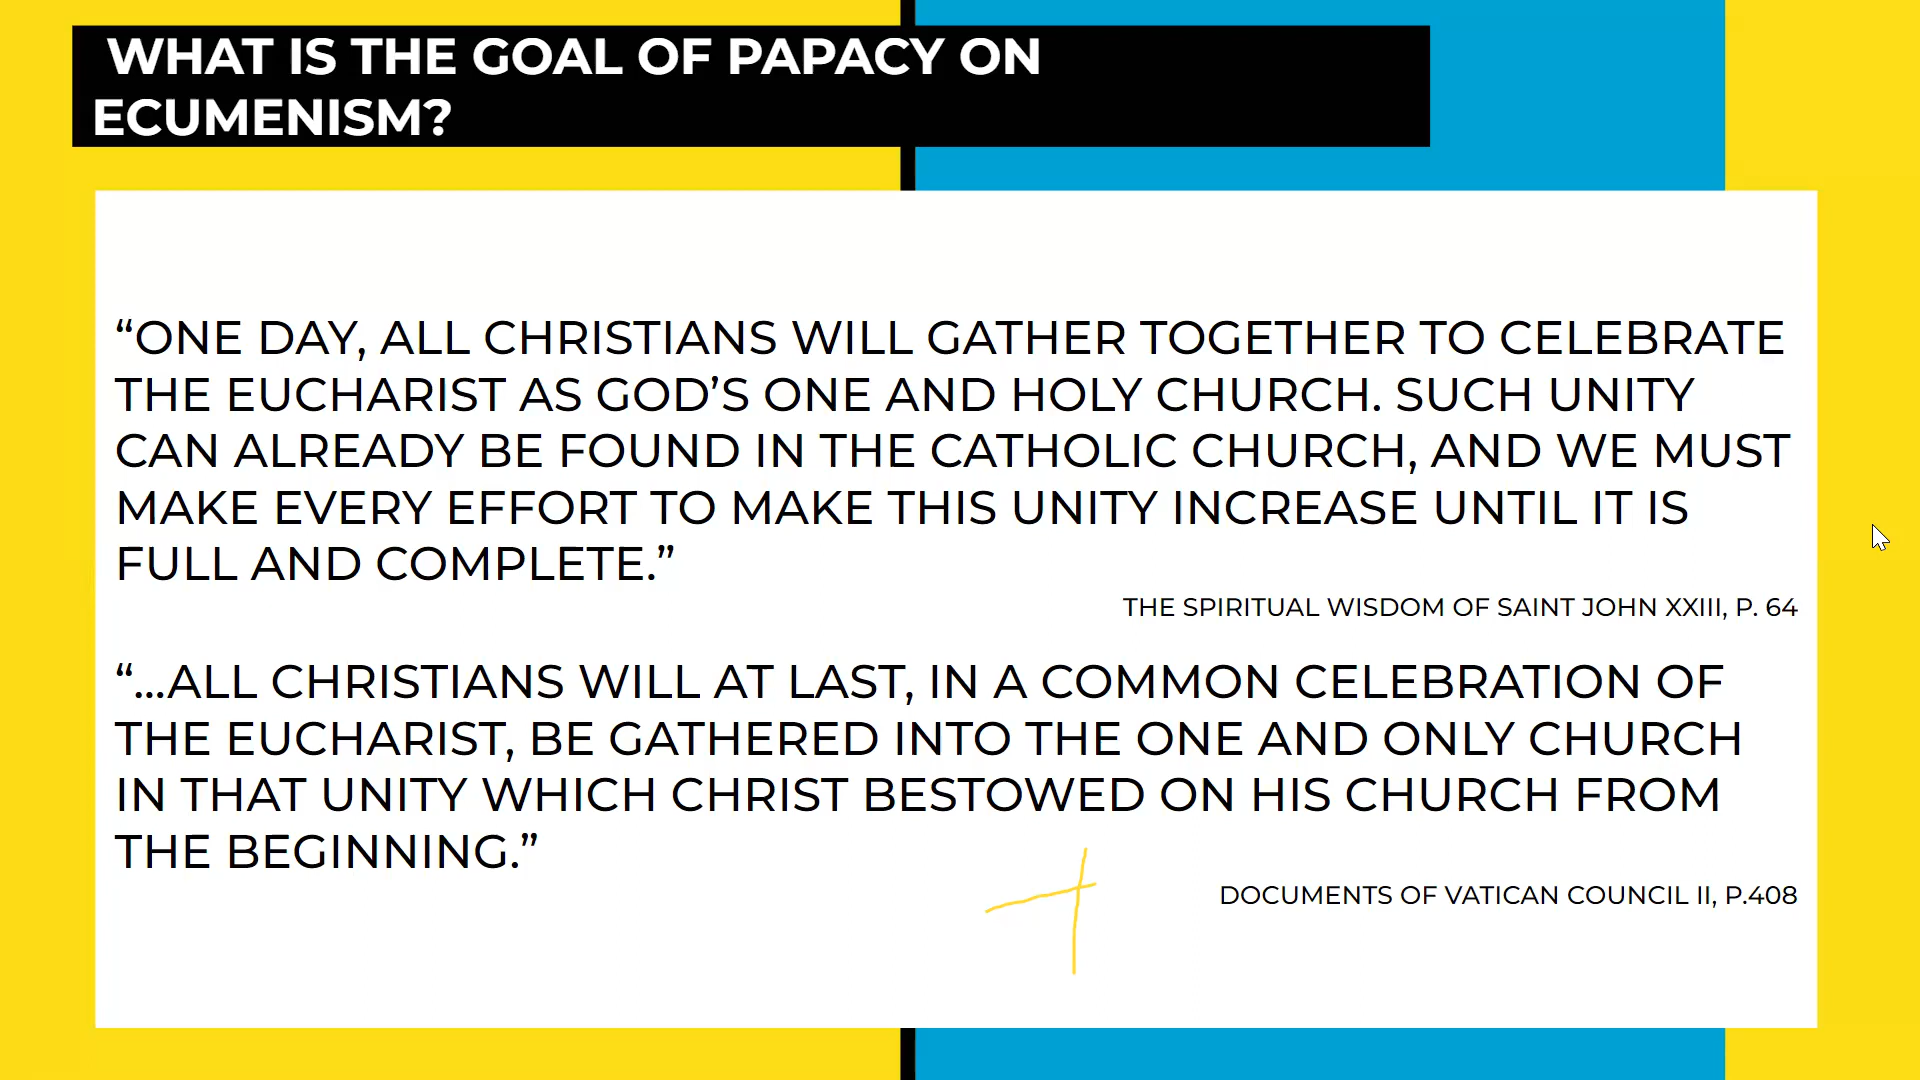 WHAT IS THE GOAL OF PAPACY ON
ECUMENISM?
“ONE DAY, ALL CHRISTIANS WILL GATHER TOGETHER TO CELEBRATE
THE EUCHARIST AS GOD’S ONE AND HOLY CHURCH. SUCH UNITY
CAN ALREADY BE FOUND IN THE CATHOLIC CHURCH, AND WE MUST
MAKE EVERY EFFORT TO MAKE THIS UNITY INCREASE UNTIL IT IS
FULL AND COMPLETE.”
THE SPIRITUAL WISDOM OF SAINT JOHN XXIII, P. 64
“...ALL CHRISTIANS WILL AT LAST, IN A COMMON CELEBRATION OF
THE EUCHARIST, BE GATHERED INTO THE ONE AND ONLY CHURCH
IN THAT UNITY WHICH CHRIST BESTOWED ON HIS CHURCH FROM
THE BEGINNING.”
DOCUMENTS OF VATICAN COUNCIL II, P.408